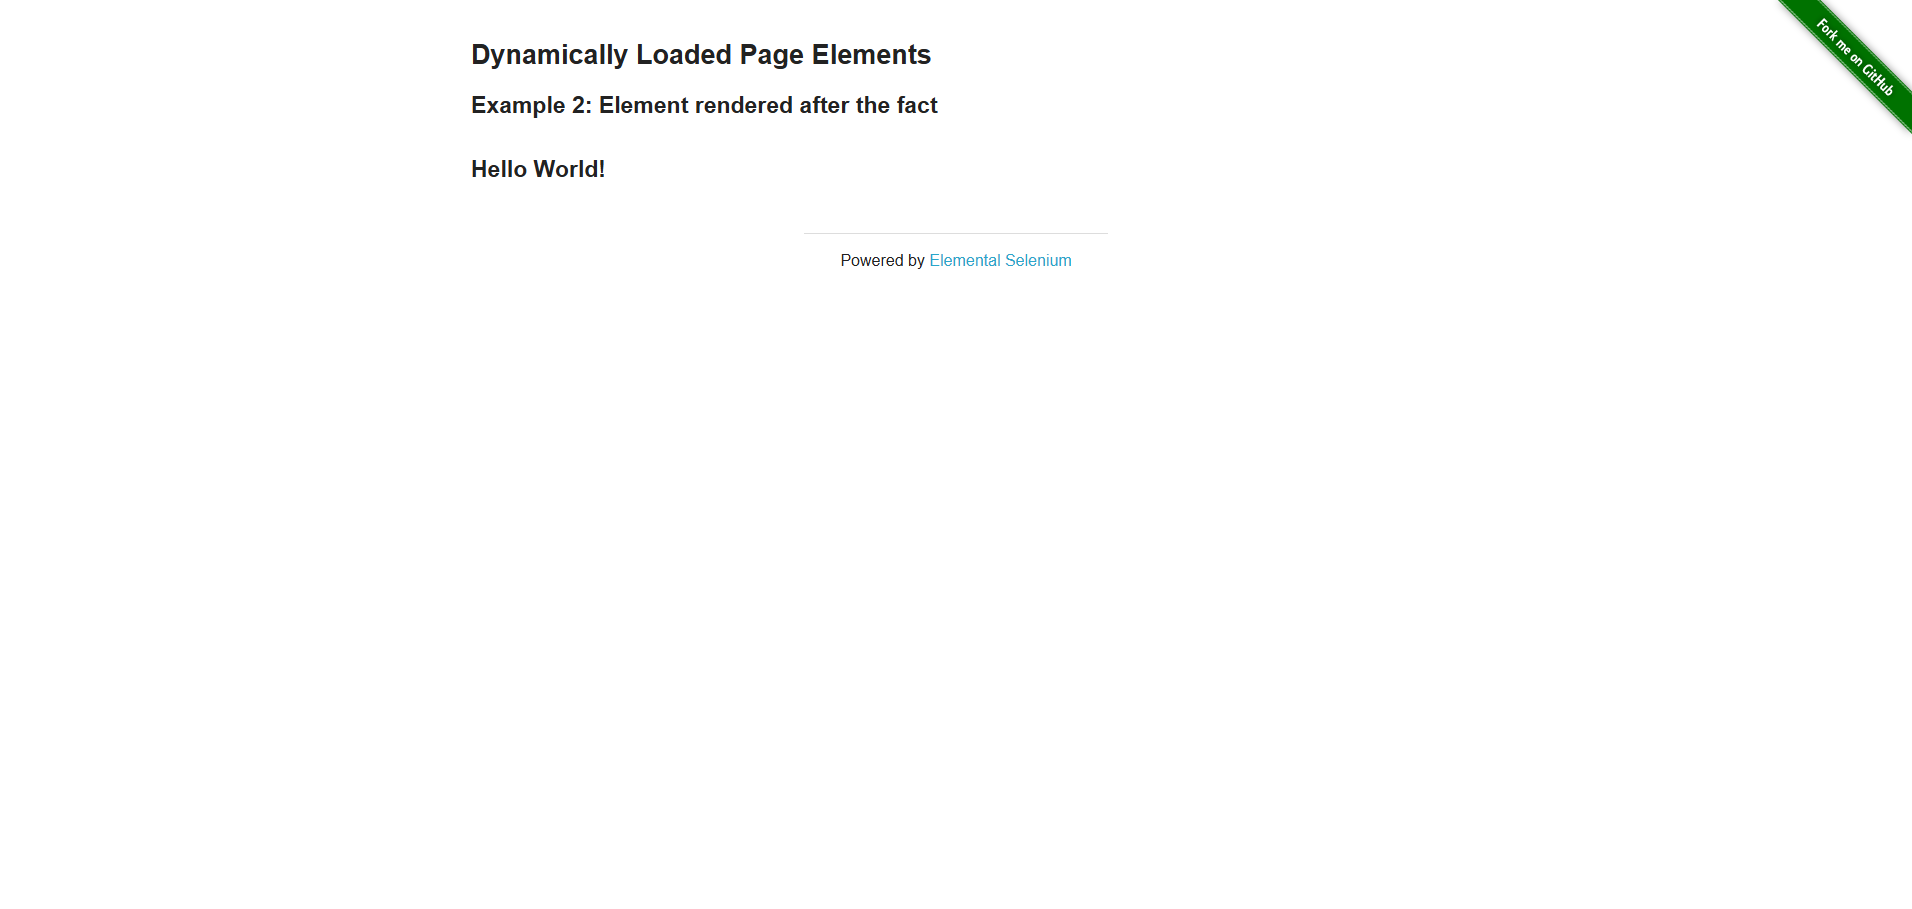 Dynamically Loaded Page Elements
Example 2: Element rendered after the fact
Hello World!
Powered by Elemental Selenium
Fork me on GitHub